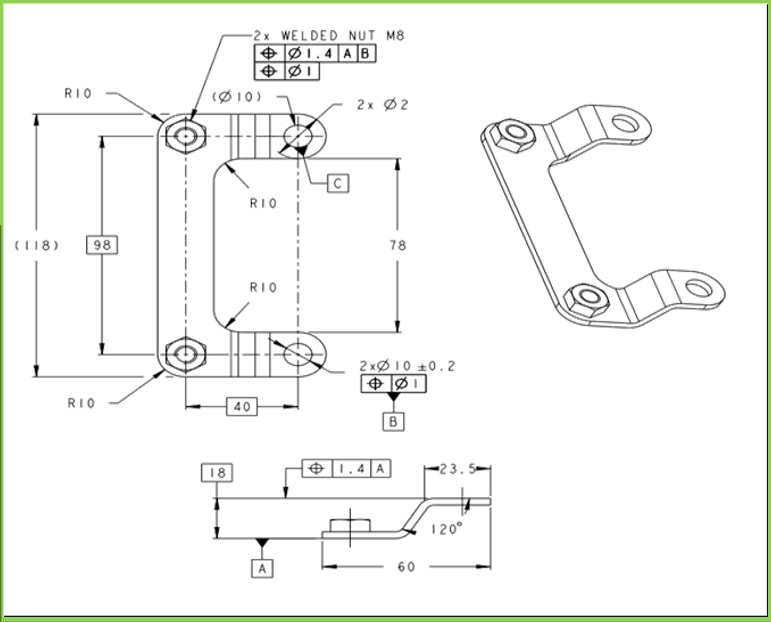 2x WELDED NUT M8
⌖ Ø1.4 A B
⌖ Ø1
R10
(Ø10)
2x Ø2
C
R10
(118)
98
78
R10
2xØ10 ±0.2
⌖ Ø1
R10
40
B
18
⌖ 1.4 A
23.5
120°
A
60